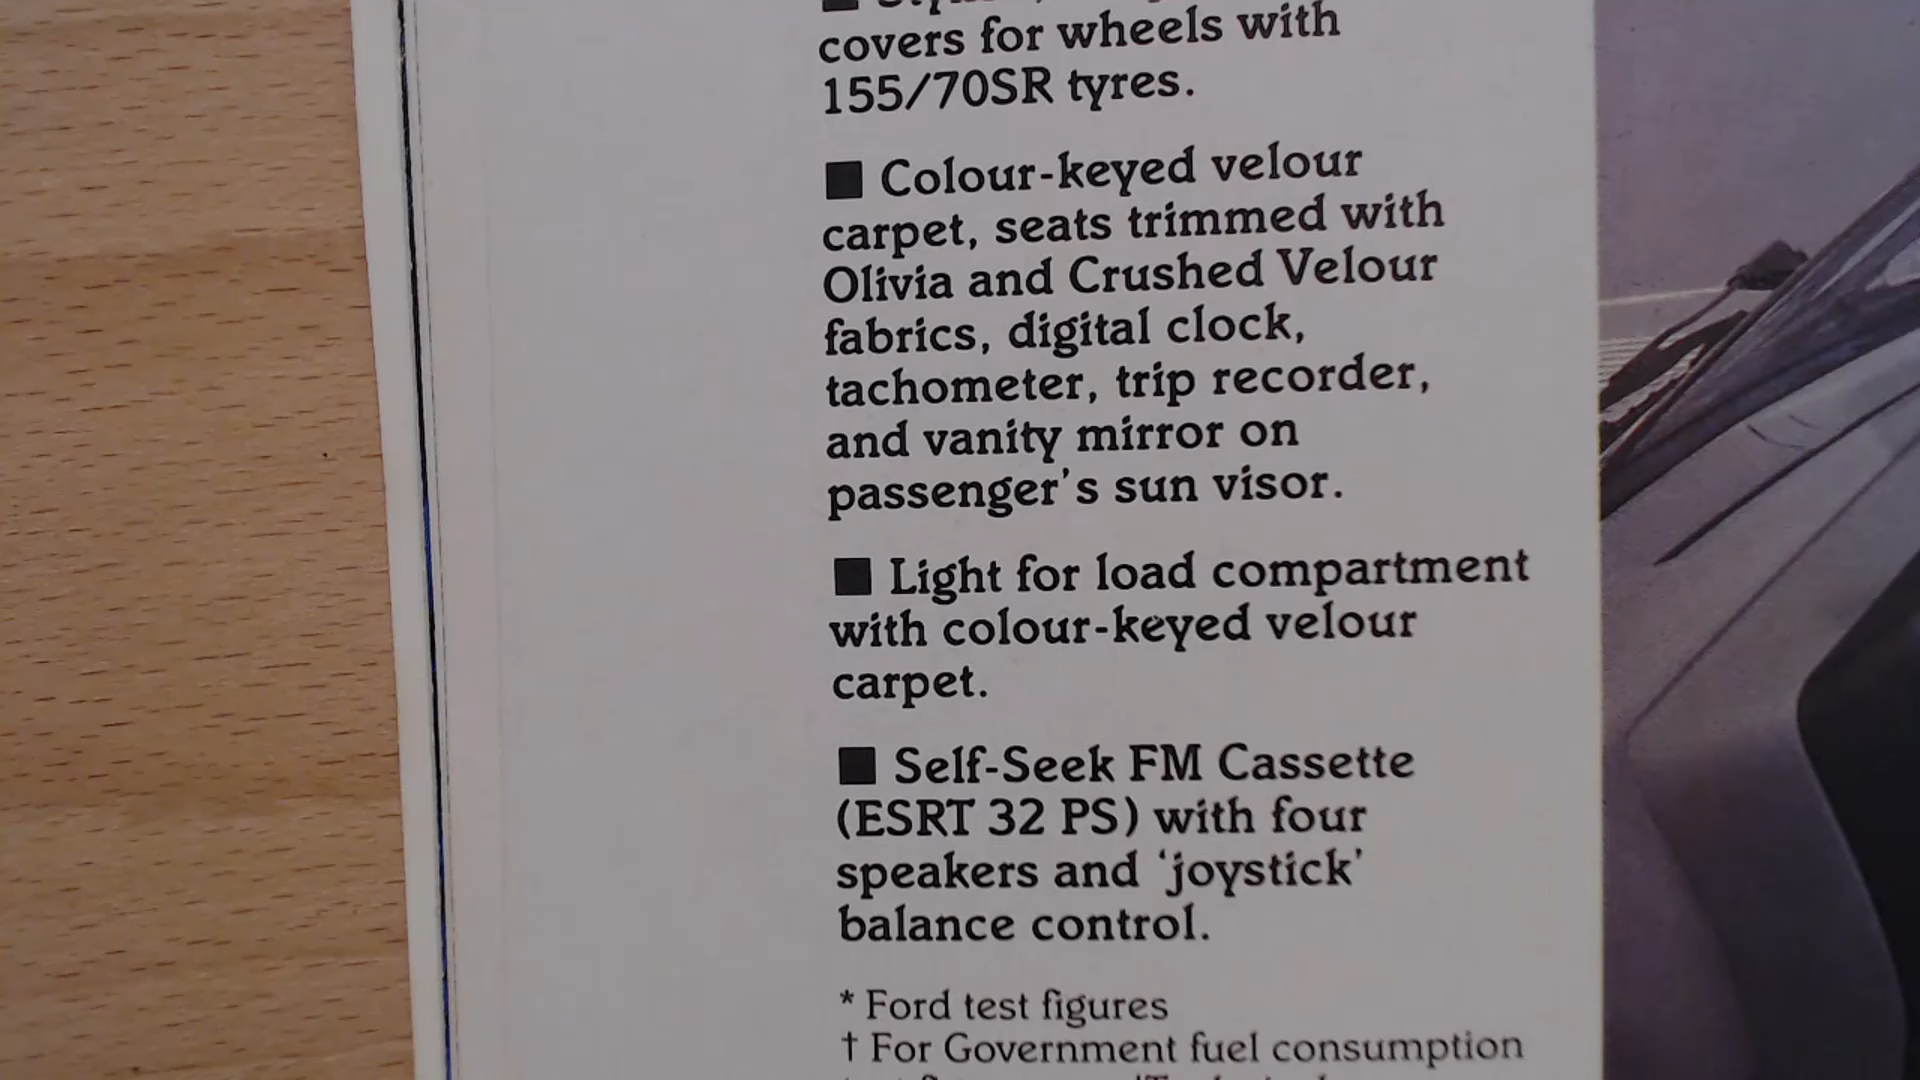 covers for wheels with
155/70SR tyres.
■ Colour-keyed velour
carpet, seats trimmed with
Olivia and Crushed Velour
fabrics, digital clock,
tachometer, trip recorder,
and vanity mirror on
passenger's sun visor.
■ Light for load compartment
with colour-keyed velour
carpet.
■ Self-Seek FM Cassette
(ESRT 32 PS) with four
speakers and ‘joystick’
balance control.
* Ford test figures
† For Government fuel consumption